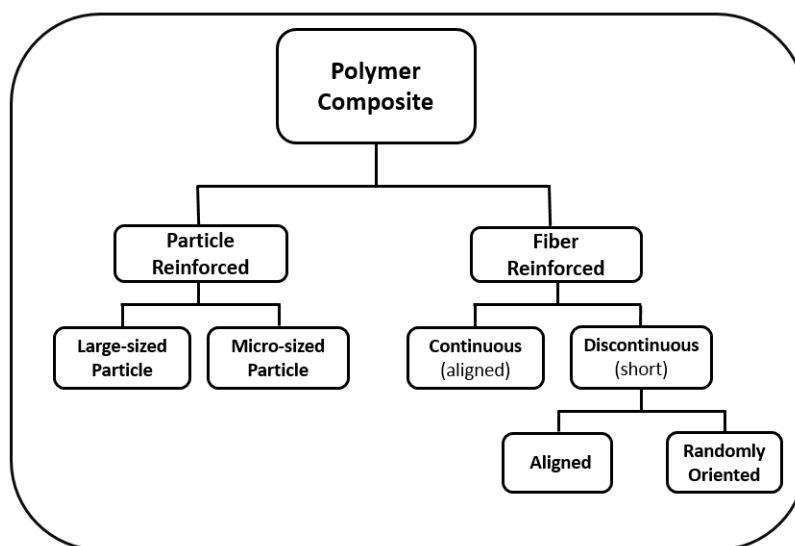 Polymer
Composite
Particle
Reinforced
Fiber
Reinforced
Large-sized
Particle
Micro-sized
Particle
Continuous
(aligned)
Discontinuous
(short)
Aligned
Randomly
Oriented